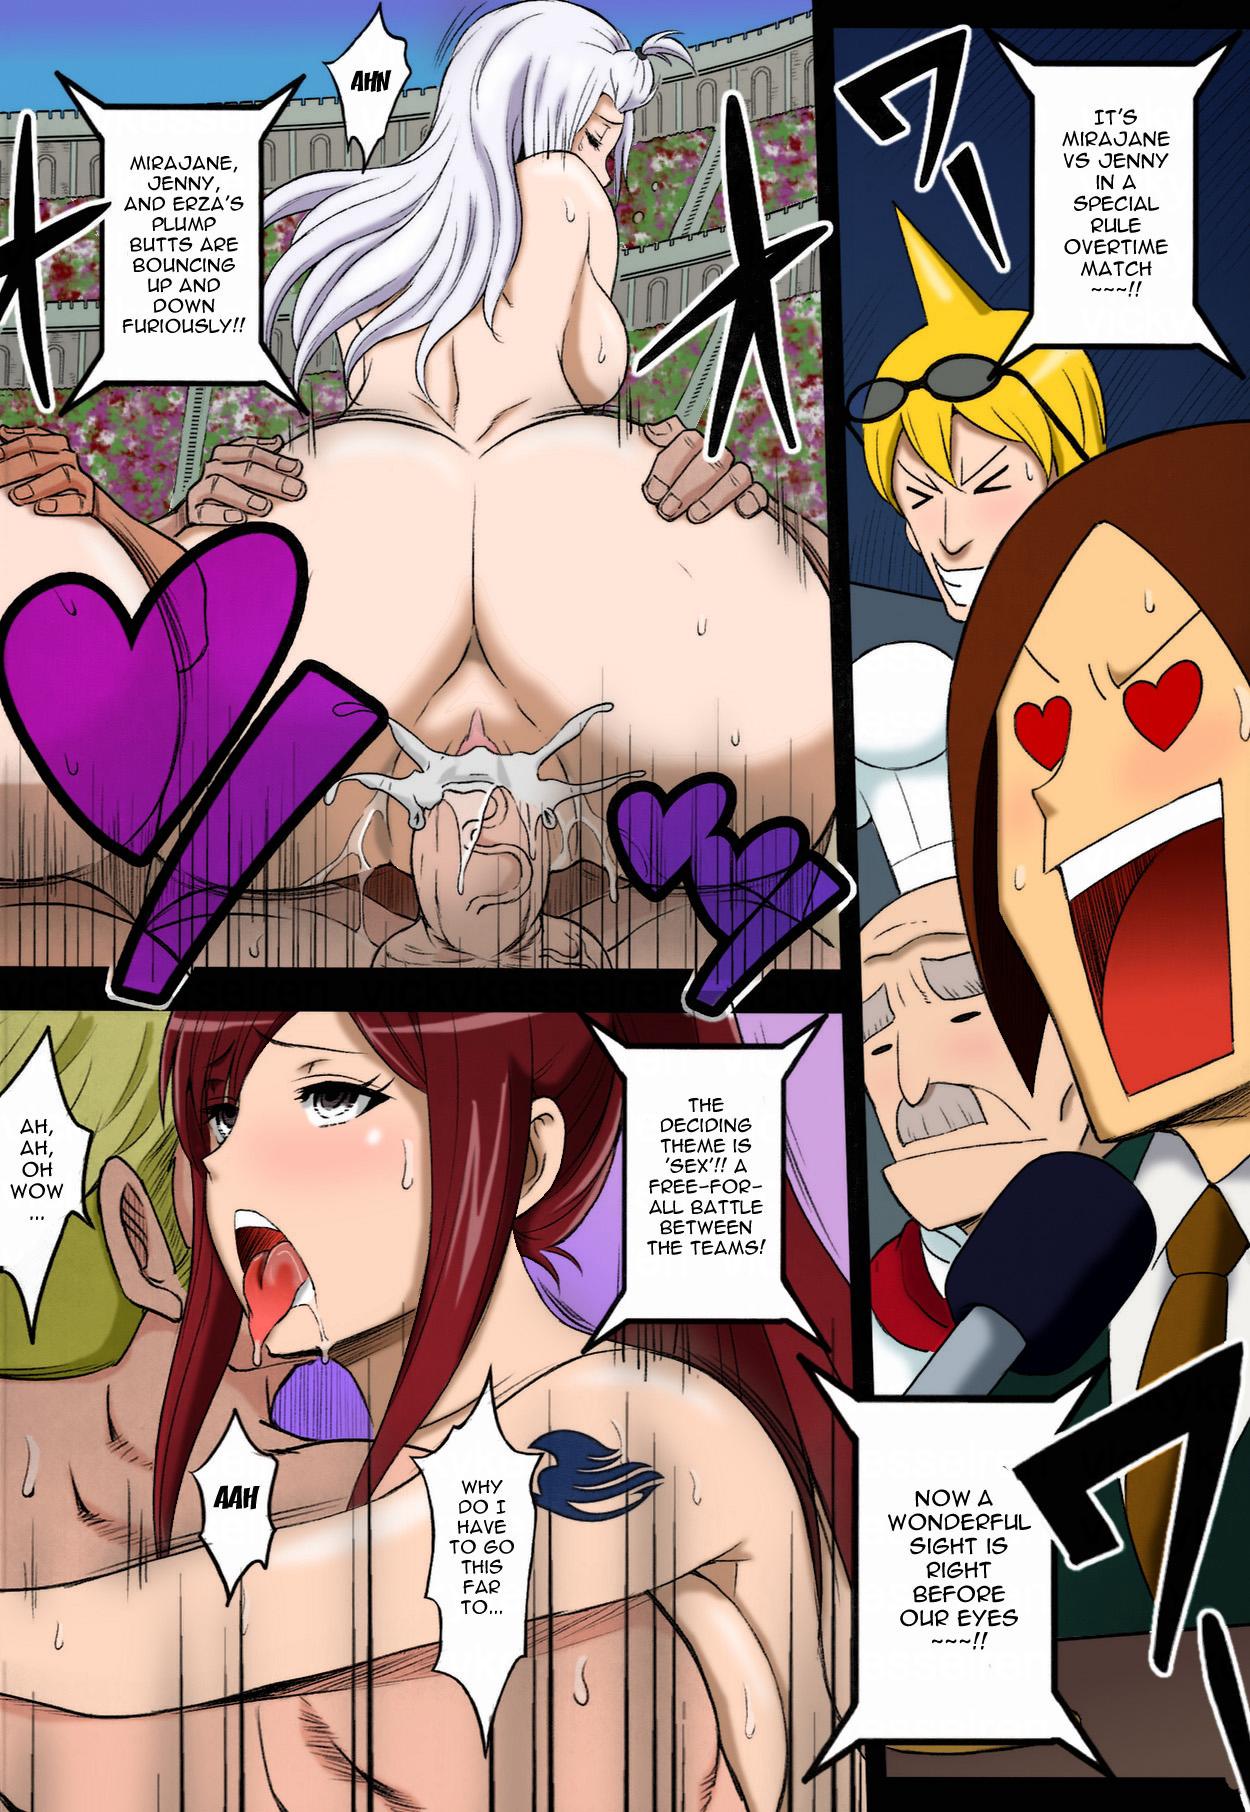 IT'S
MIRAJANE
VS JENNY
IN A
SPECIAL
RULE
OVERTIME
MATCH
~~~!!
AHN
MIRAJANE,
JENNY,
AND ERZA'S
PLUMP
BUTTS ARE
BOUNCING
UP AND
DOWN
FURIOUSLY!!
THE
DECIDING
THEME IS
'SEX'!! A
FREE-FOR-
ALL BATTLE
BETWEEN
THE TEAMS!
AH,
AH,
OH
WOW
...
AAH
WHY
DO I
HAVE
TO GO
THIS
FAR
TO...
NOW A
WONDERFUL
SIGHT IS
RIGHT
BEFORE
OUR EYES
~~~!!